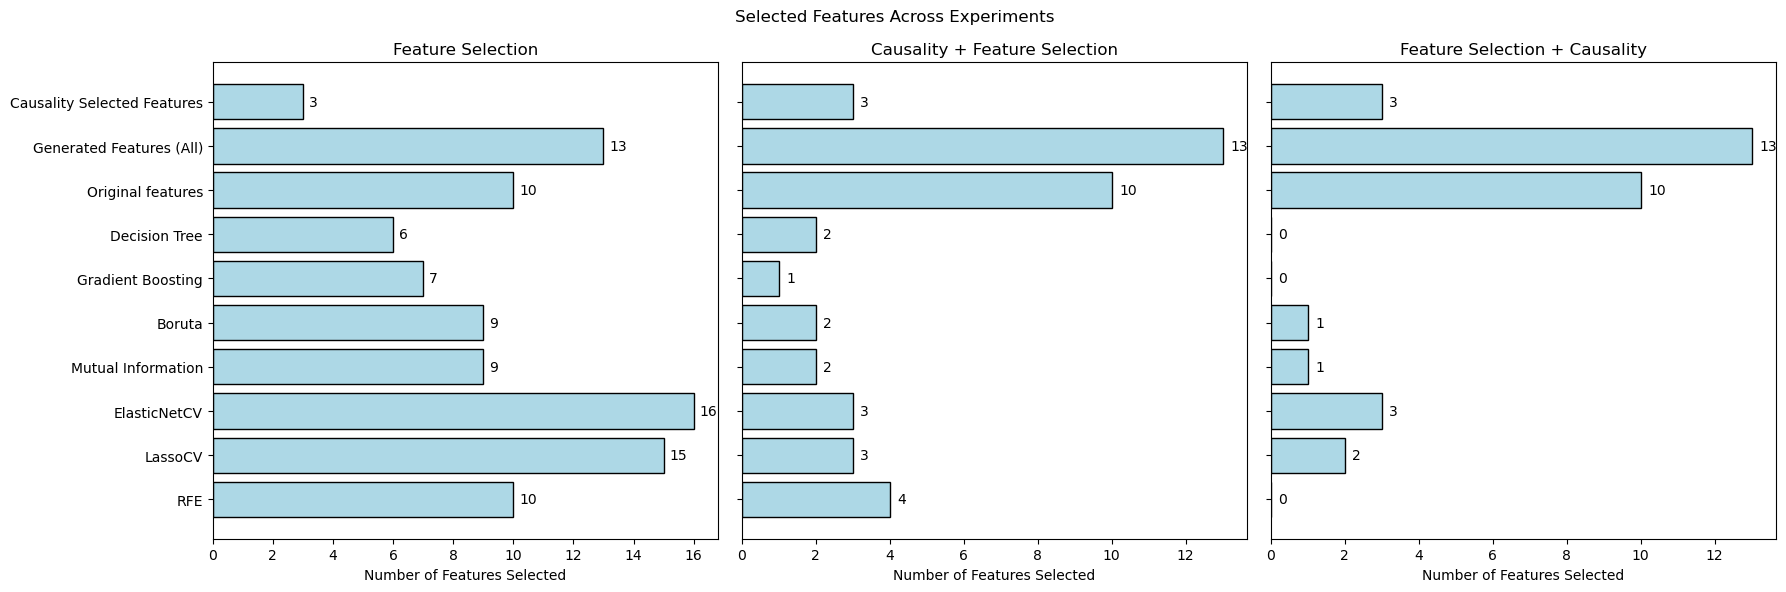 Selected Features Across Experiments
Feature Selection
Causality + Feature Selection
Feature Selection + Causality
Causality Selected Features 3 3 3
Generated Features (All) 13 13 13
Original features 10 10 10
Decision Tree 6 2 0
Gradient Boosting 7 1 0
Boruta 9 2 1
Mutual Information 9 2 1
ElasticNetCV 16 3 3
LassoCV 15 3 2
RFE 10 4 0
0 2 4 6 8 10 12 14 16
0 2 4 6 8 10 12
0 2 4 6 8 10 12
Number of Features Selected
Number of Features Selected
Number of Features Selected